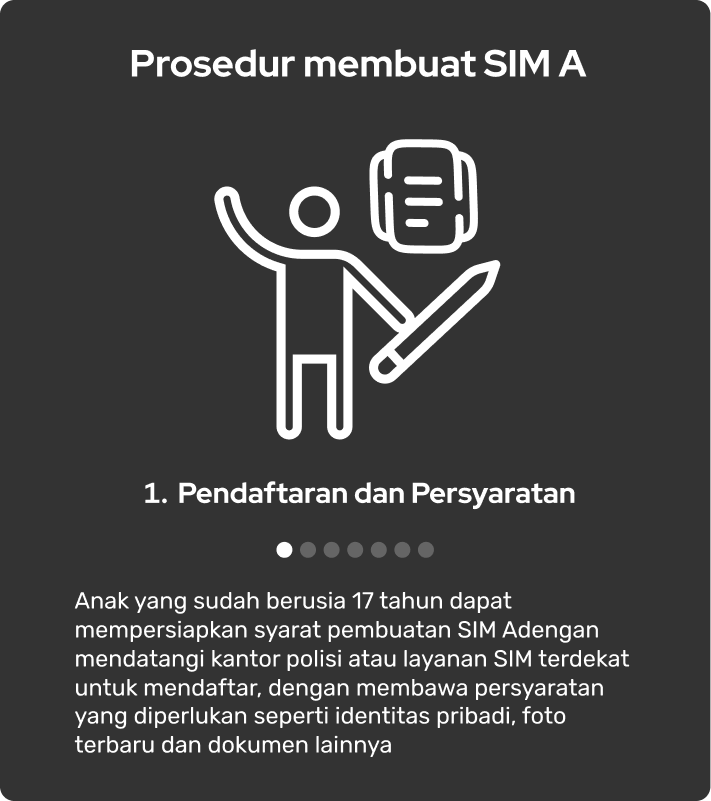 Prosedur membuat SIM A
1. Pendaftaran dan Persyaratan
Anak yang sudah berusia 17 tahun dapat
mempersiapkan syarat pembuatan SIM Adengan
mendatangi kantor polisi atau layanan SIM terdekat
untuk mendaftar, dengan membawa persyaratan
yang diperlukan seperti identitas pribadi, foto
terbaru dan dokumen lainnya